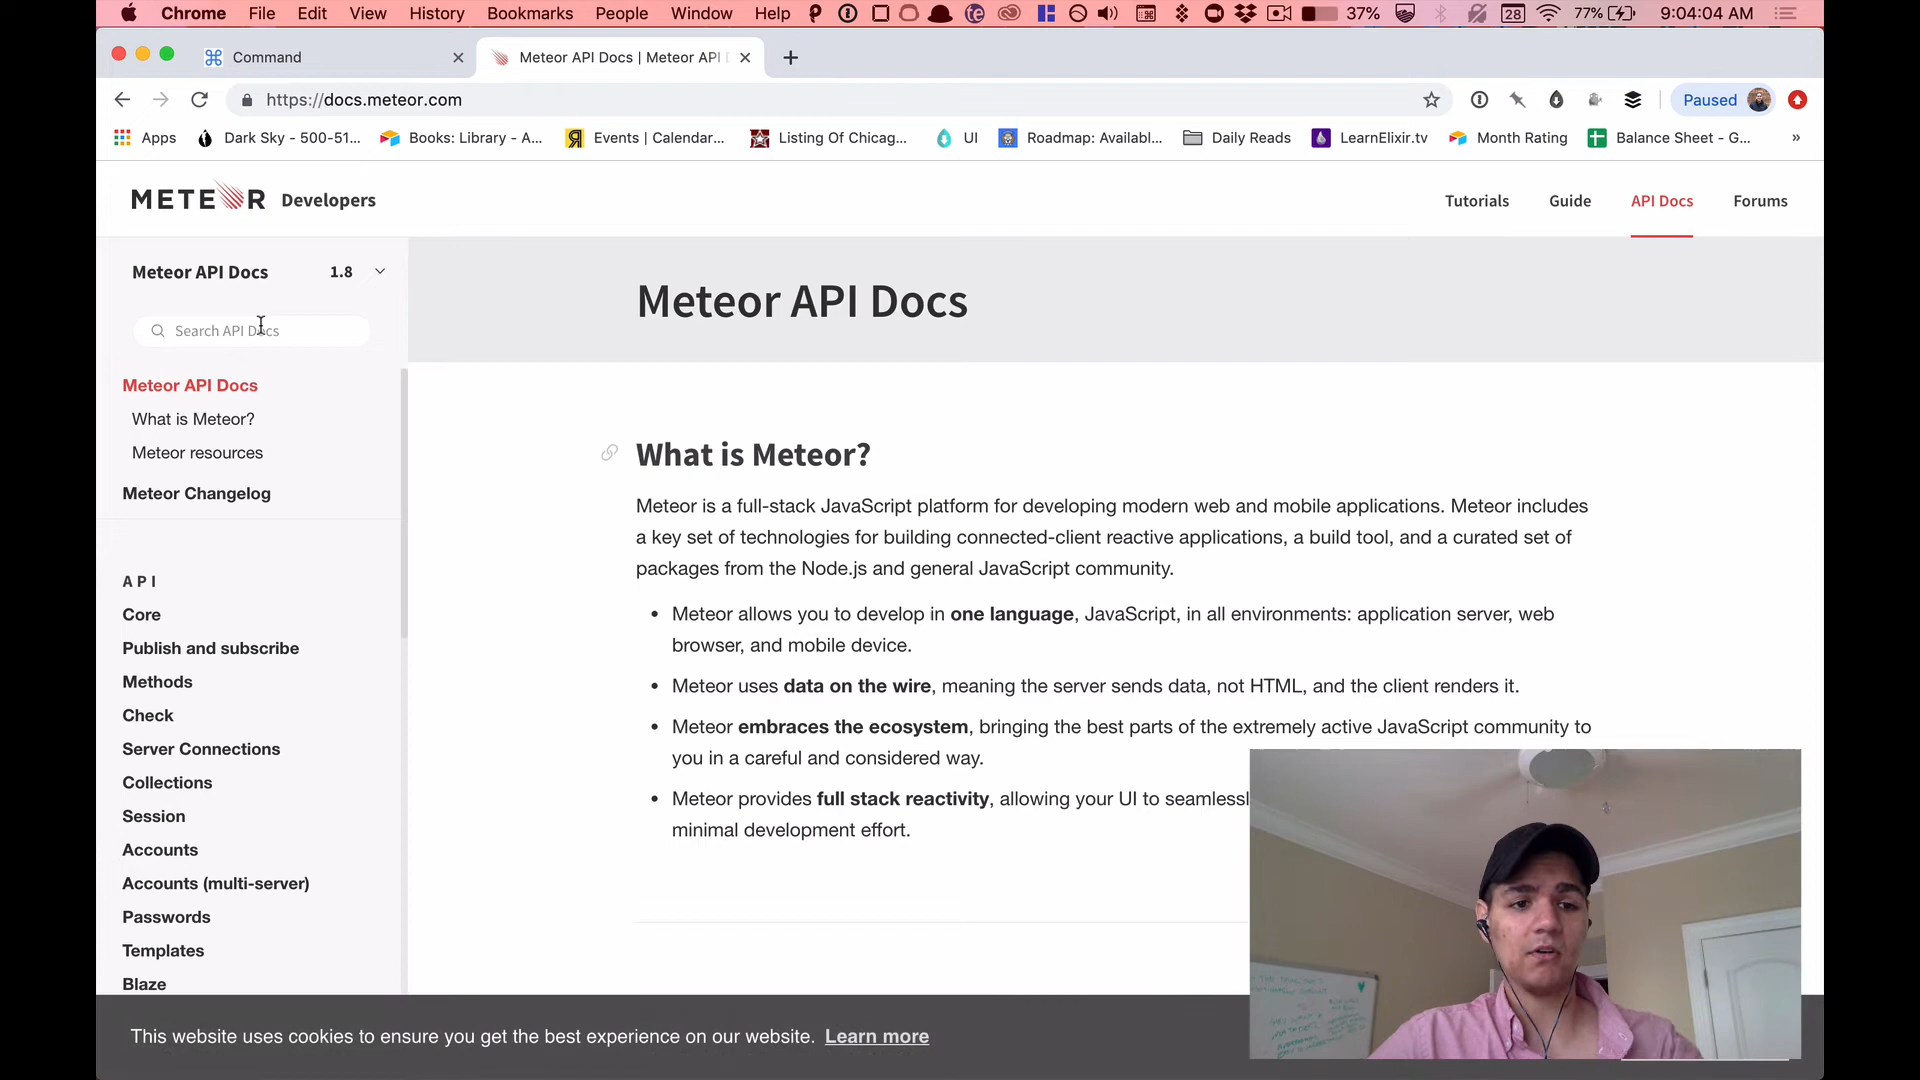 Chrome File Edit View History Bookmarks People Window Help 37% 28 77% 9:04:04 AM
Command Meteor API Docs | Meteor API D
https://docs.meteor.com Paused
Apps Dark Sky - 500-51... Books: Library - A... Events | Calendar... Listing Of Chicag... UI Roadmap: Availabl... Daily Reads LearnElixir.tv Month Rating Balance Sheet - G... »
METEOR Developers Tutorials Guide API Docs Forums
Meteor API Docs 1.8
Search API Docs
Meteor API Docs
What is Meteor?
Meteor resources
Meteor Changelog
API
Core
Publish and subscribe
Methods
Check
Server Connections
Collections
Session
Accounts
Accounts (multi-server)
Passwords
Templates
Blaze
Meteor API Docs
What is Meteor?
Meteor is a full-stack JavaScript platform for developing modern web and mobile applications. Meteor includes
a key set of technologies for building connected-client reactive applications, a build tool, and a curated set of
packages from the Node.js and general JavaScript community.
• Meteor allows you to develop in one language, JavaScript, in all environments: application server, web
browser, and mobile device.
• Meteor uses data on the wire, meaning the server sends data, not HTML, and the client renders it.
• Meteor embraces the ecosystem, bringing the best parts of the extremely active JavaScript community to
you in a careful and considered way.
• Meteor provides full stack reactivity, allowing your UI to seamlessl
minimal development effort.
This website uses cookies to ensure you get the best experience on our website. Learn more